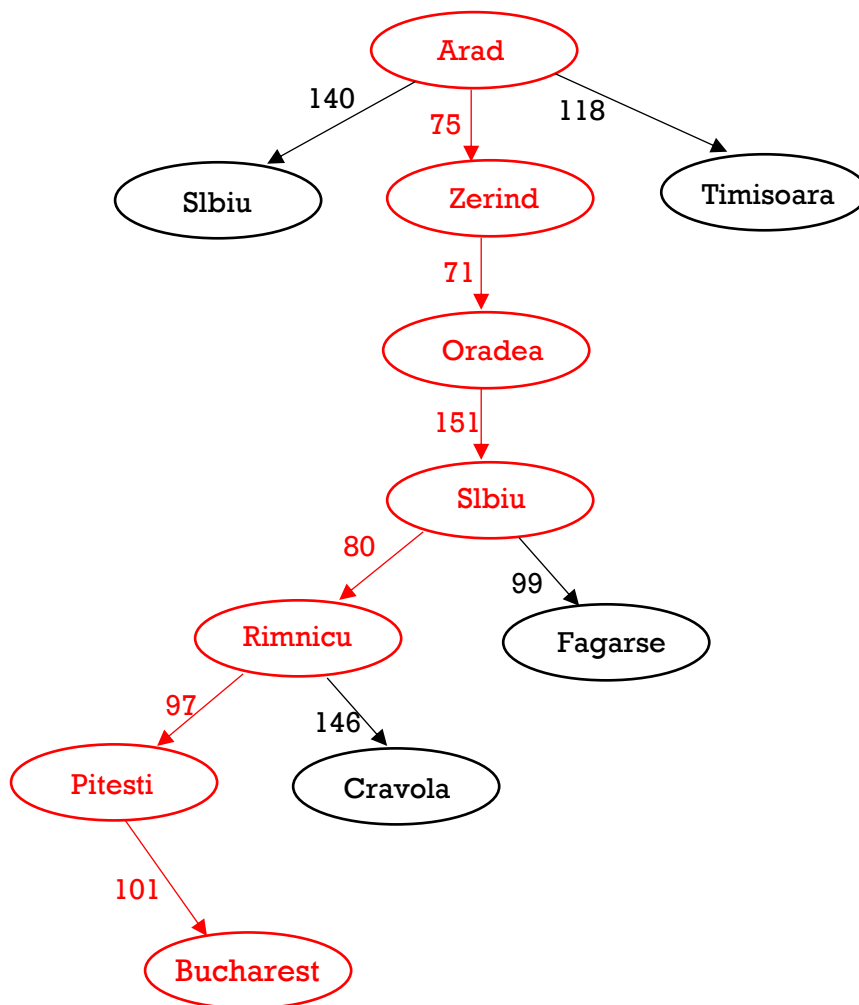 Arad
140
75
118
Slbiu
Zerind
Timisoara
71
Oradea
151
Slbiu
80
99
Rimnicu
Fagarse
97
146
Pitesti
Cravola
101
Bucharest